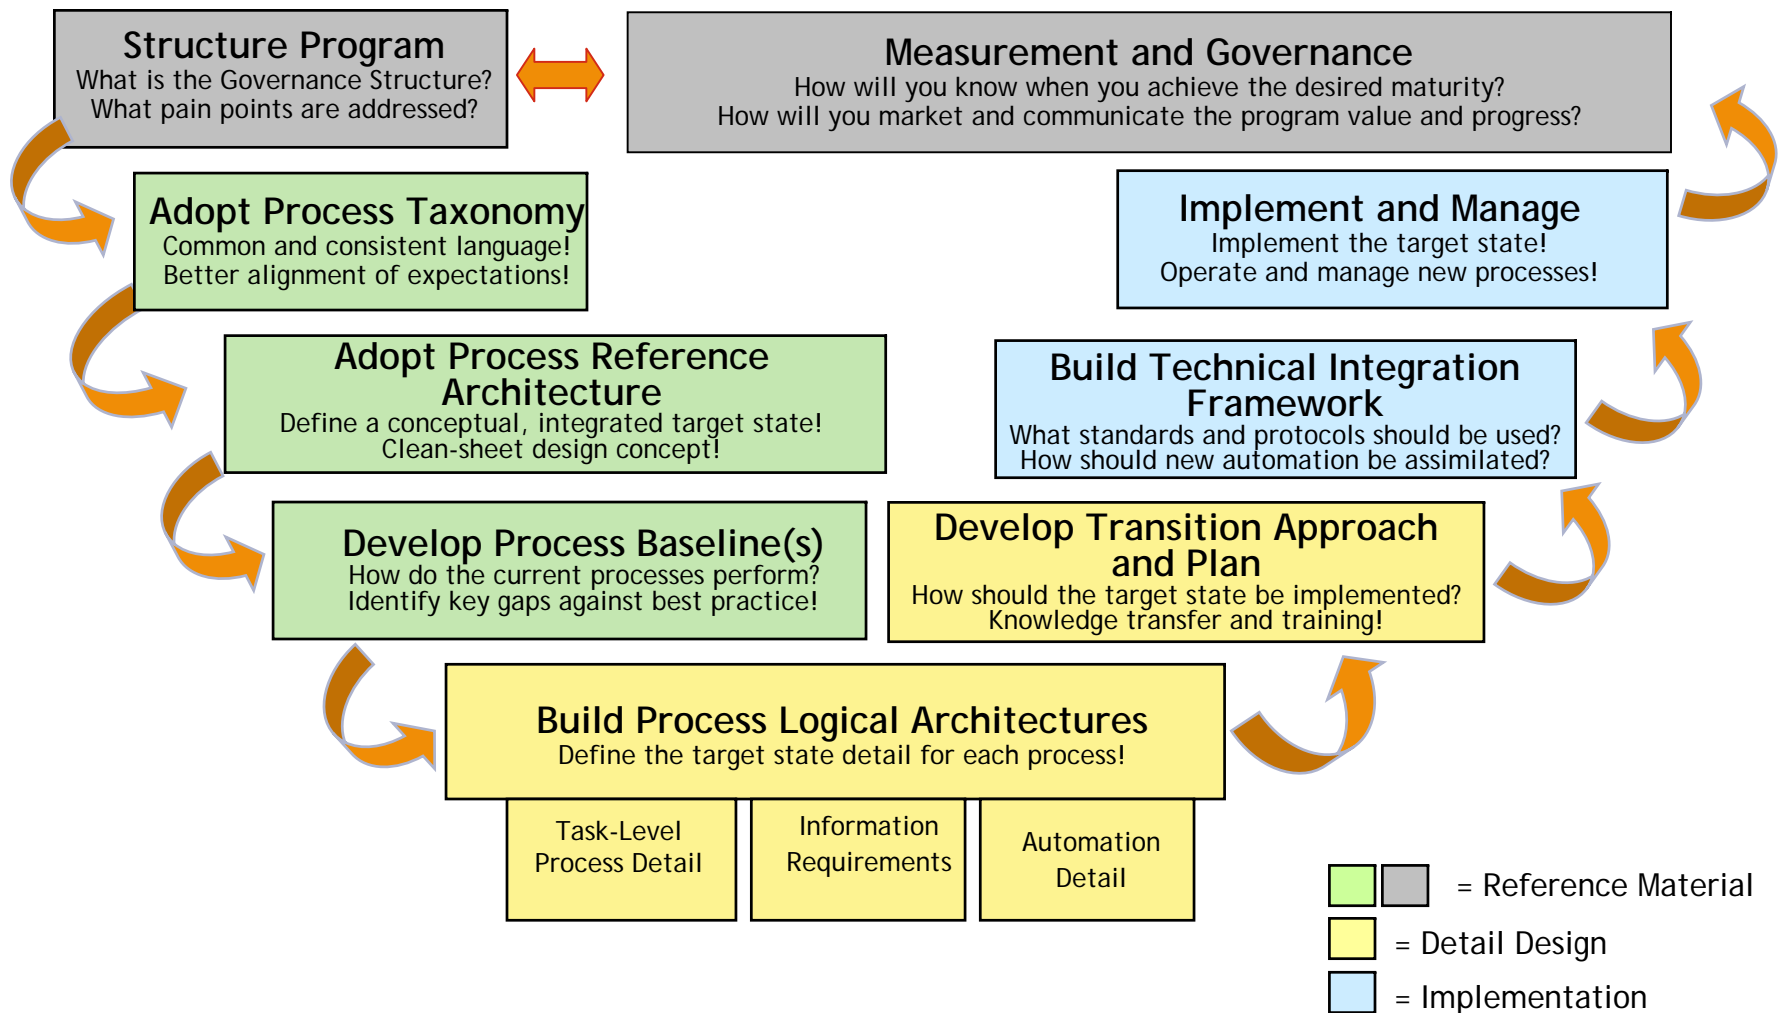 Structure Program
What is the Governance Structure?
What pain points are addressed?
Measurement and Governance
How will you know when you achieve the desired maturity?
How will you market and communicate the program value and progress?
Adopt Process Taxonomy
Common and consistent language!
Better alignment of expectations!
Implement and Manage
Implement the target state!
Operate and manage new processes!
Adopt Process Reference
Architecture
Define a conceptual, integrated target state!
Clean-sheet design concept!
Build Technical Integration
Framework
What standards and protocols should be used?
How should new automation be assimilated?
Develop Process Baseline(s)
How do the current processes perform?
Identify key gaps against best practice!
Develop Transition Approach
and Plan
How should the target state be implemented?
Knowledge transfer and training!
Build Process Logical Architectures
Define the target state detail for each process!
Task-Level
Process Detail
Information
Requirements
Automation
Detail
= Reference Material
= Detail Design
= Implementation